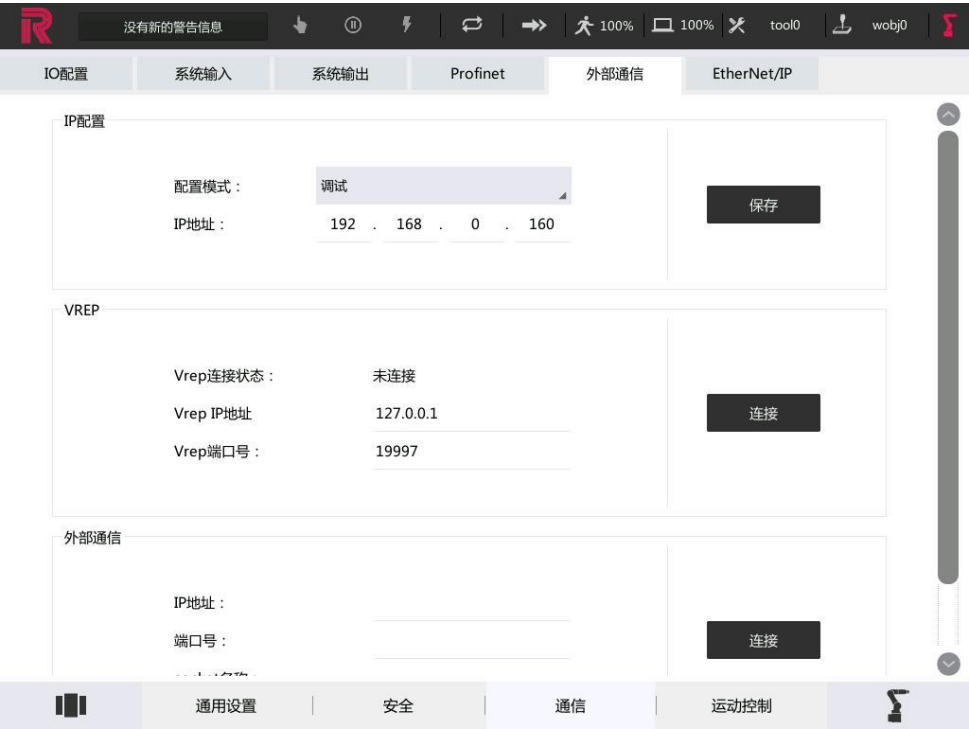 没有新的警告信息 100% 100% tool0 wobj0
IO配置 系统输入 系统输出 Profinet 外部通信 EtherNet/IP
IP配置
配置模式： 调试
IP地址： 192 . 168 . 0 . 160
保存
VREP
Vrep连接状态： 未连接
Vrep IP地址 127.0.0.1
连接
Vrep端口号： 19997
外部通信
IP地址：
端口号：
连接
通用设置 安全 通信 运动控制